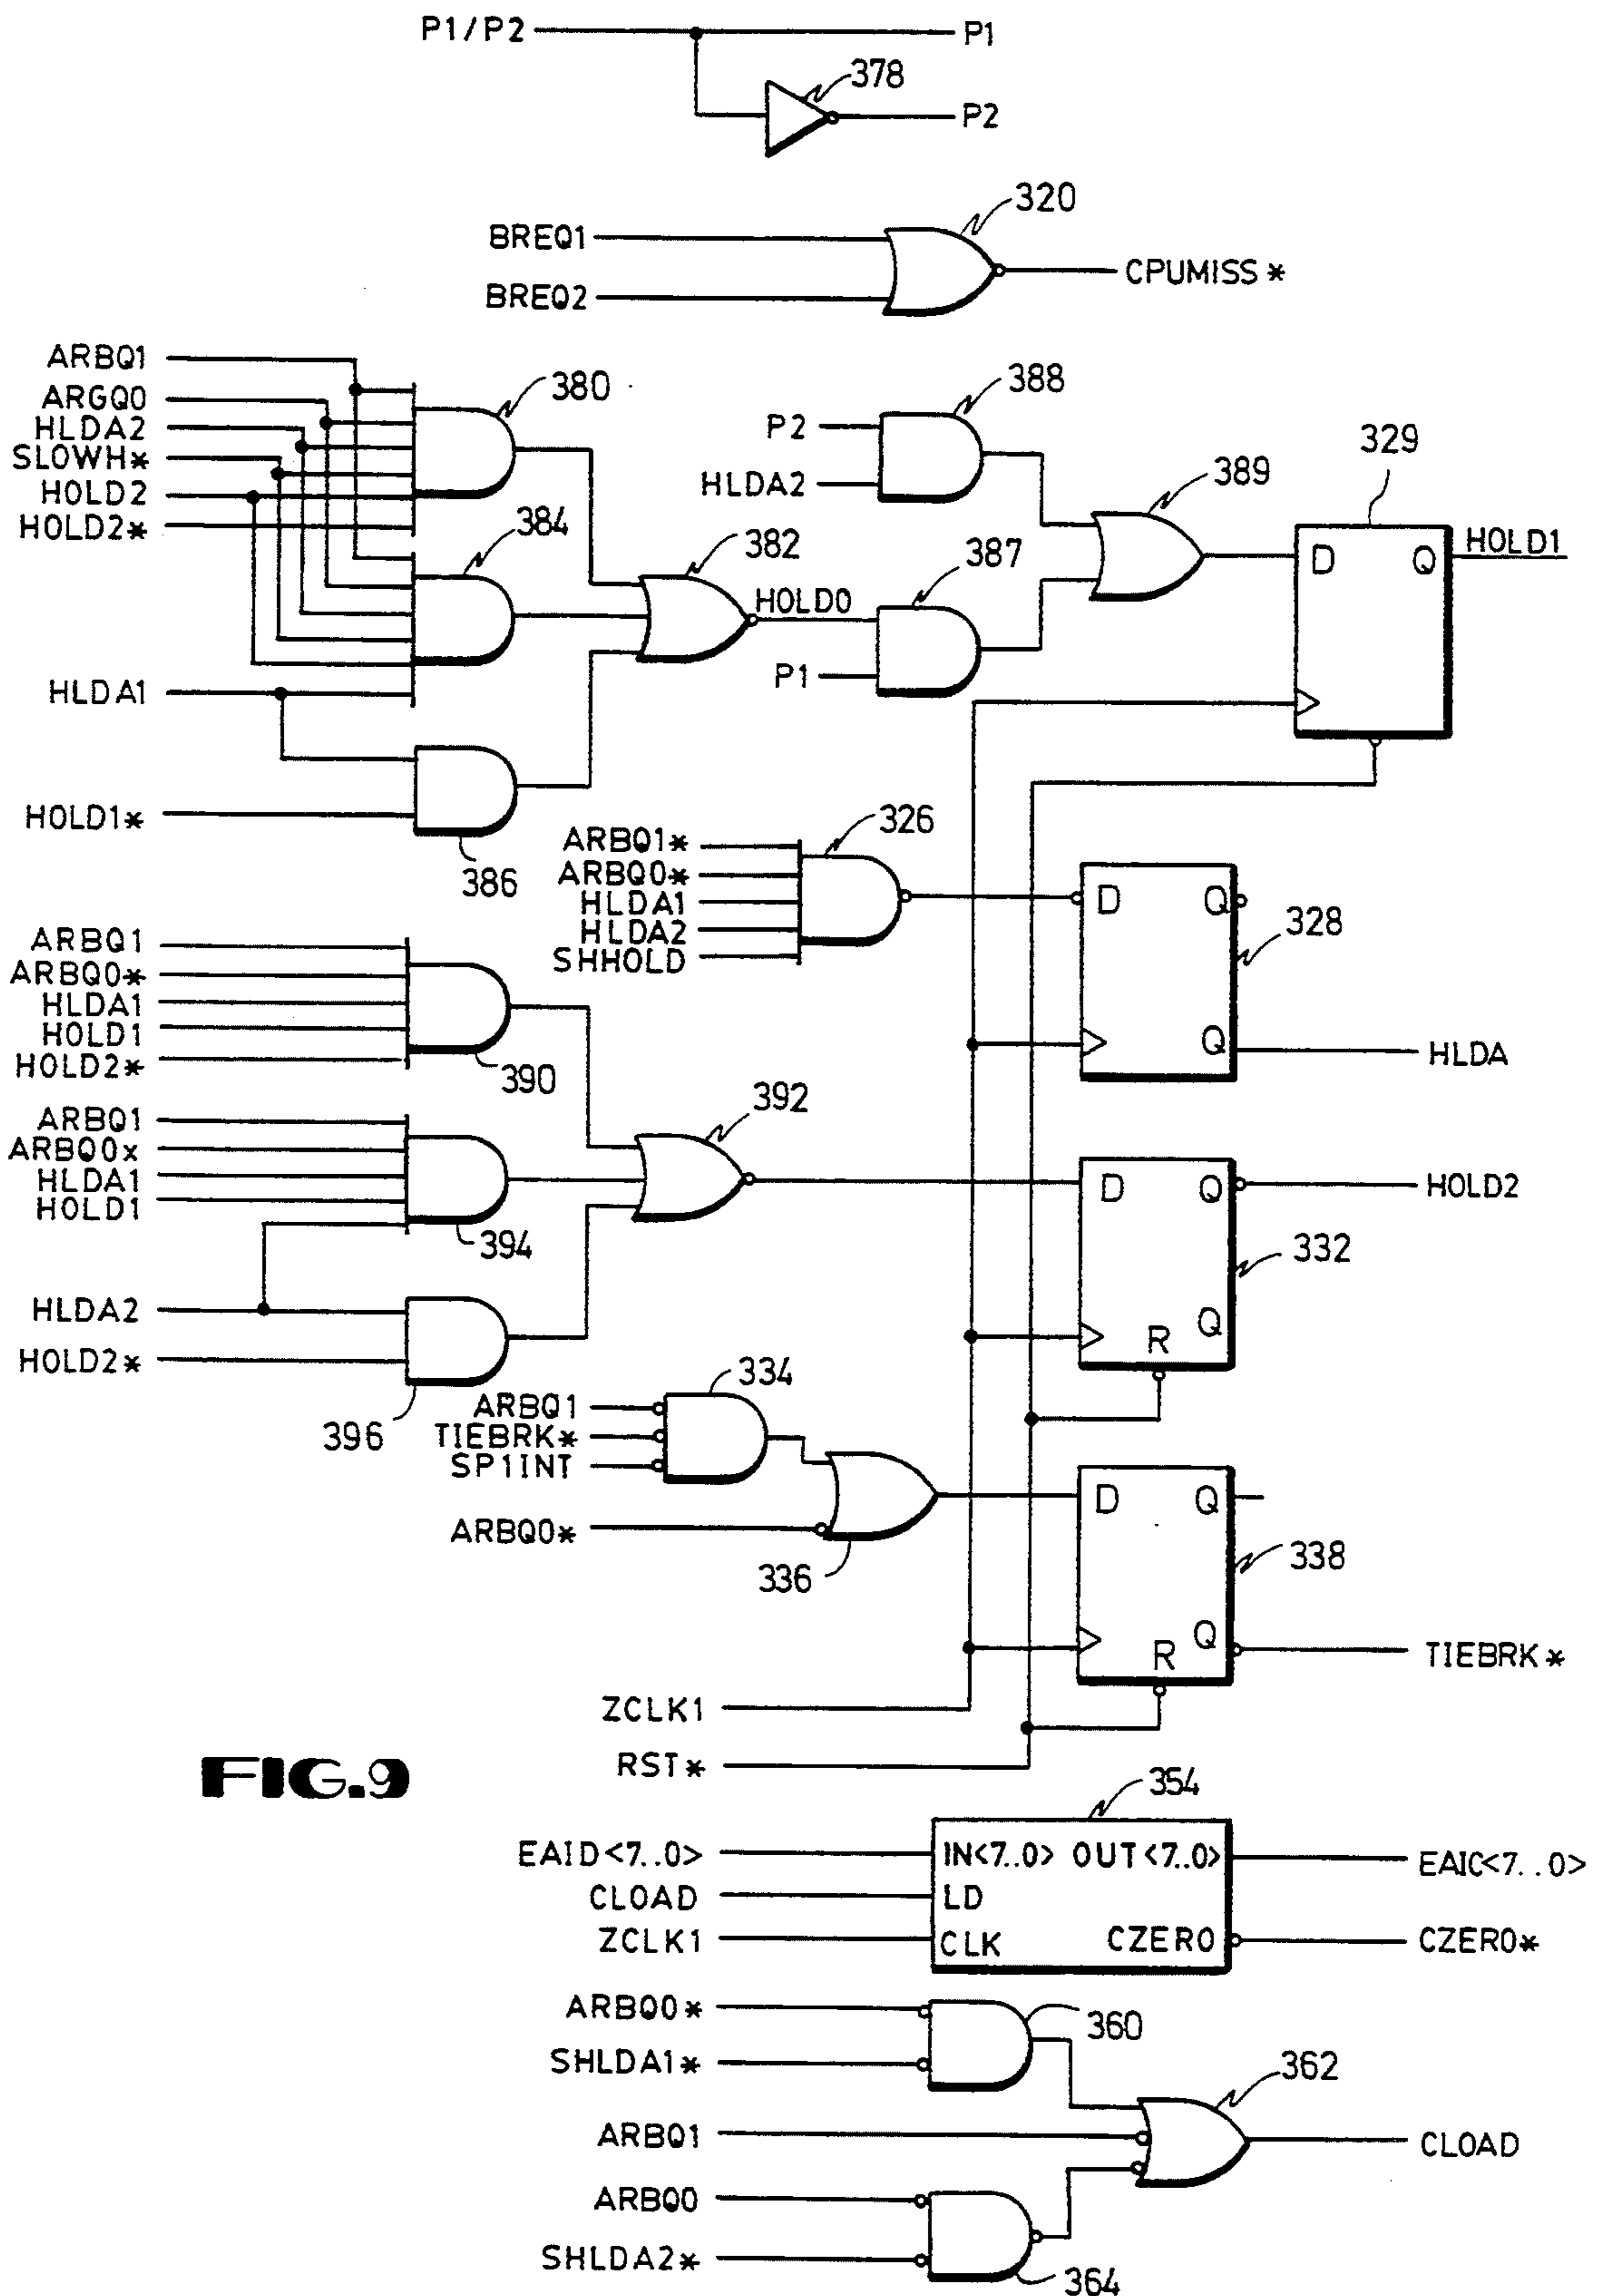 P1/P2
P1
378
P2
320
BREQ1
CPUMISS*
BREQ2
ARBQ1
ARGQ0
HLDA2
SLOWH*
HOLD2
HOLD2*
380
388
P2
HLDA2
389
329
384
382
387
D Q HOLD1
HOLD0
P1
HLDA1
HOLD1*
386
326
ARBQ1*
ARBQ0*
HLDA1
HLDA2
SHHOLD
D Q
328
Q HLDA
ARBQ1
ARBQ0*
HLDA1
HOLD1
HOLD2*
390
ARBQ1
ARBQ0x
HLDA1
HOLD1
394
392
D Q HOLD2
332
R Q
HLDA2
HOLD2*
396
334
ARBQ1
TIEBRK*
SP1INT
ARBQ0*
336
D Q
338
R Q TIEBRK*
ZCLK1
RST*
FIG.9
354
EAID<7..0> IN<7..0> OUT<7..0> EAIC<7..0>
CLOAD LD
ZCLK1 CLK CZERO CZERO*
ARBQ0*
360
SHLDA1*
362
ARBQ1
CLOAD
ARBQ0
SHLDA2*
364